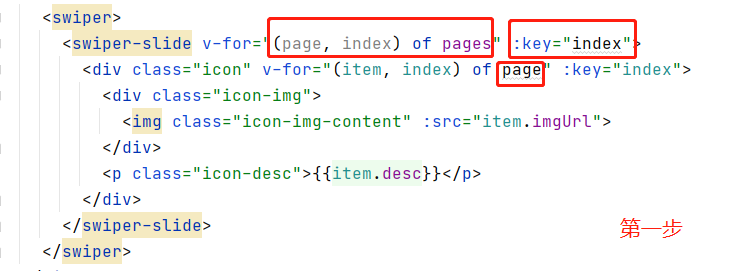 <swiper>
<swiper-slide v-for="(page, index) of pages" :key="index">
<div class="icon" v-for="(item, index) of page" :key="index">
<div class="icon-img">
<img class="icon-img-content" :src="item.imgUrl">
</div>
<p class="icon-desc">{{item.desc}}</p>
</div>
</swiper-slide>
第一步
</swiper>